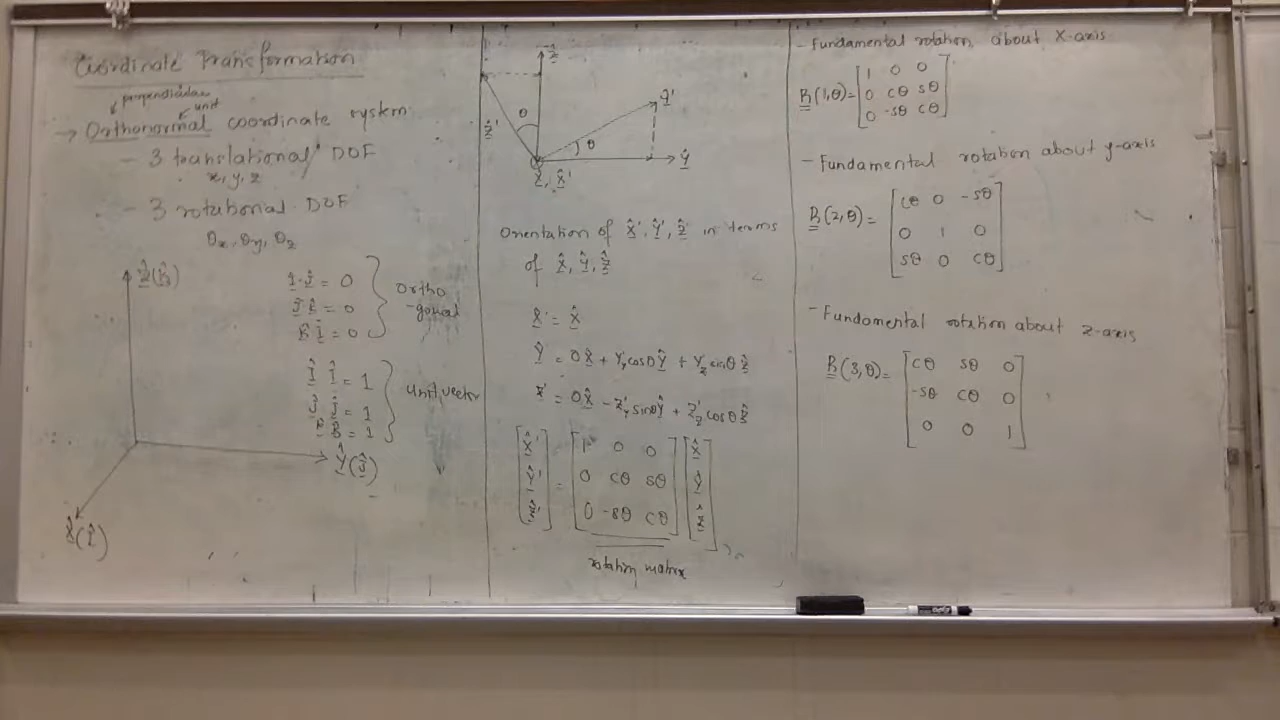 Coordinate Transformation
perpendicular
unit
→ Orthonormal coordinate system
- 3 translational DOF
x, y, z
- 3 rotational DOF
θx, θy, θz
Ẑ(k̂)
î·ĵ = 0
ĵ k̂ = 0
k̂ î = 0
Ortho
-gonal
î î = 1
ĵ ĵ = 1
k̂ k̂ = 1
unit vector
Ŷ(ĵ)
X̂(î)
Ẑ
Ẑ'
θ
Ŷ'
θ
Ŷ
X̂, X̂'
Orientation of X̂', Ŷ', Ẑ' in terms
of X̂, Ŷ, Ẑ
X̂' = X̂
Ŷ' = 0X̂ + Y'y cosθ Ŷ + Y'z sinθ Ẑ
Ẑ' = 0X̂ - Z'y sinθ Ŷ + Z'z cosθ Ẑ
[X̂'] [1 0 0] [X̂]
[Ŷ'] = [0 cθ sθ] [Ŷ]
[Ẑ'] [0 -sθ cθ] [Ẑ]
rotation matrix
- Fundamental rotation about X-axis
R(1,θ) = [1 0 0
0 cθ sθ
0 -sθ cθ]
- Fundamental rotation about y-axis
R(2,θ) = [cθ 0 -sθ
0 1 0
sθ 0 cθ]
- Fundomental rotation about z-axis
R(3,θ) = [cθ sθ 0
-sθ cθ 0
0 0 1]